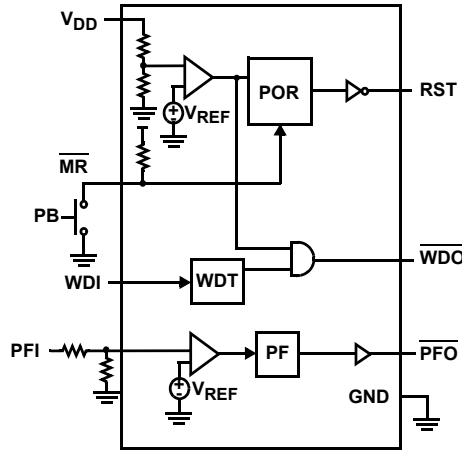 VDD
VREF
POR
RST
MR
PB
WDI
WDT
WDO
PFI
VREF
PF
PFO
GND